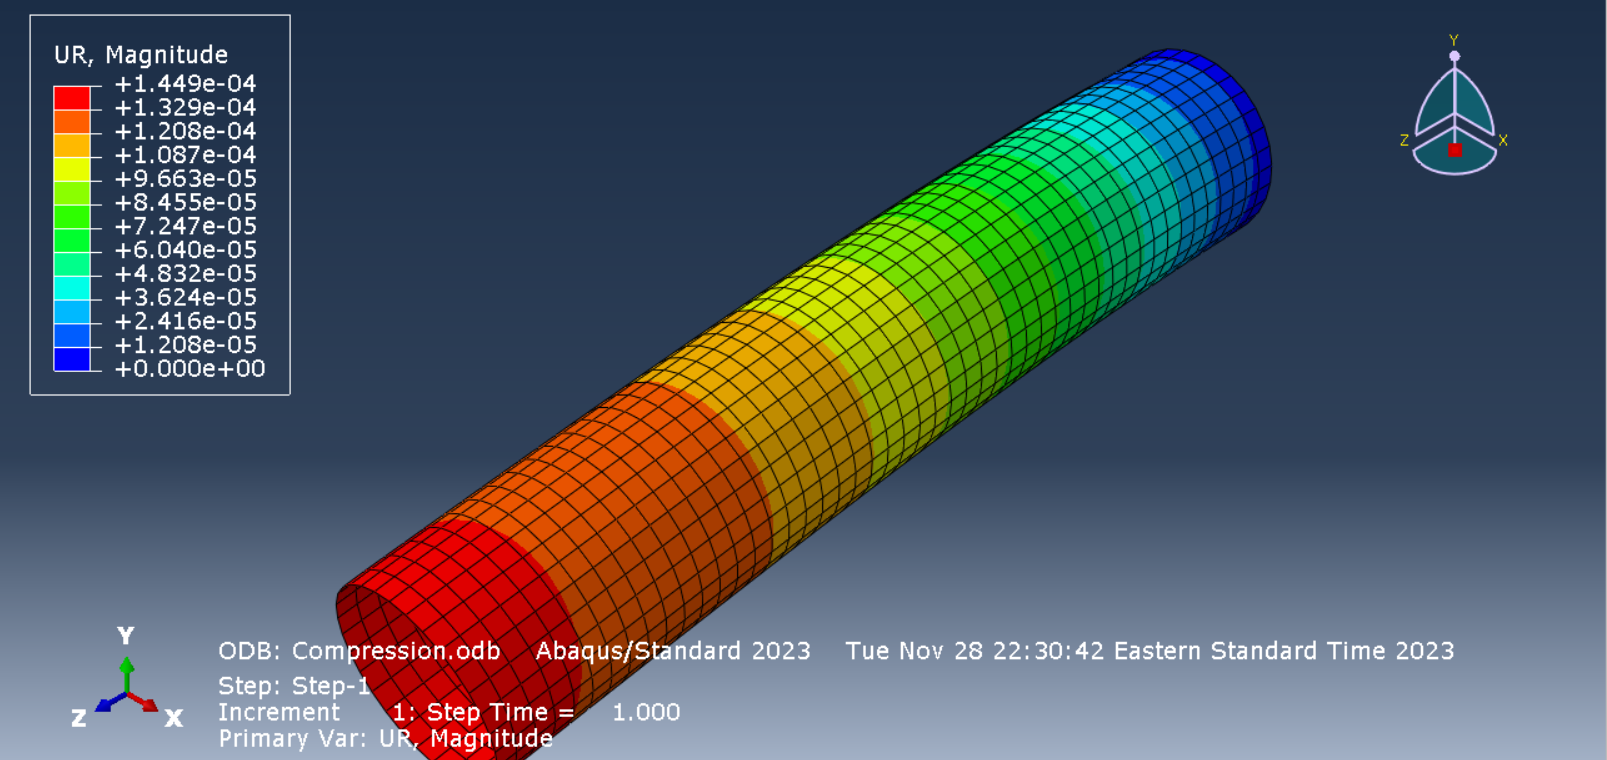 UR, Magnitude
+1.449e-04
+1.329e-04
+1.208e-04
+1.087e-04
+9.663e-05
+8.455e-05
+7.247e-05
+6.040e-05
+4.832e-05
+3.624e-05
+2.416e-05
+1.208e-05
+0.000e+00
Y
Z X
Y
Z X
ODB: Compression.odb Abaqus/Standard 2023 Tue Nov 28 22:30:42 Eastern Standard Time 2023
Step: Step-1
Increment 1: Step Time = 1.000
Primary Var: UR, Magnitude